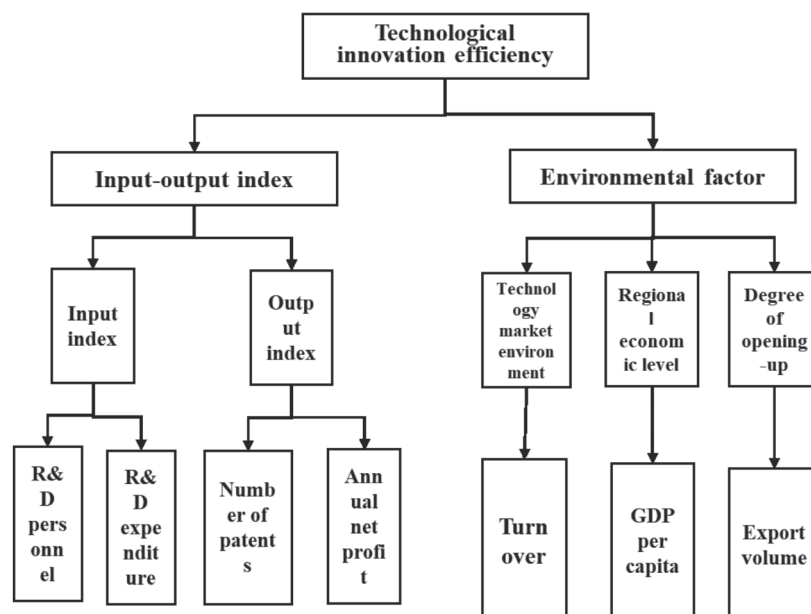 Technological
innovation efficiency
Input-output index
Environmental factor
Input
index
Outp
ut
index
Technol
ogy
market
environ
ment
Regiona
l
econom
ic level
Degree
of
opening
-up
R&
D
pers
onn
el
R&
D
expe
ndit
ure
Numb
er of
patent
s
Ann
ual
net
profi
t
Turn
over
GDP
per
capita
Export
volume